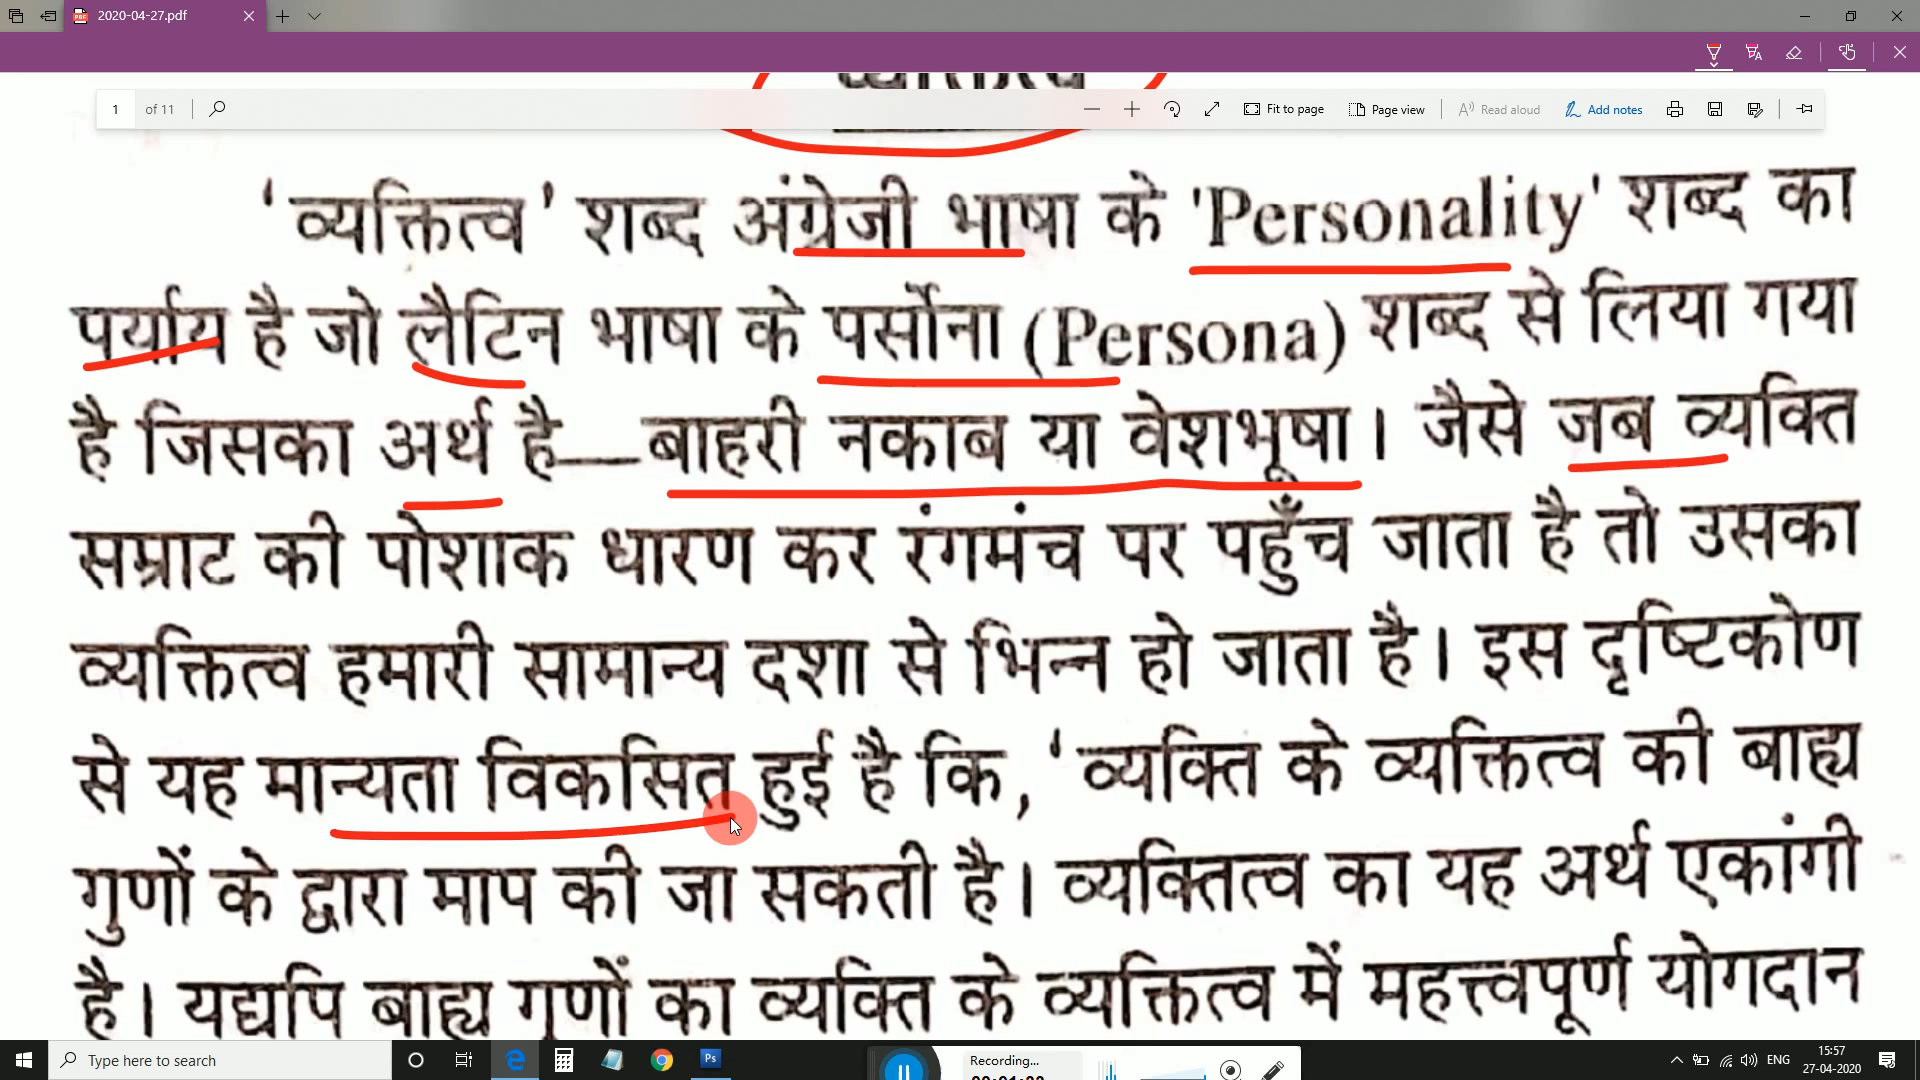 2020-04-27.pdf
व्यक्तित्व
1 of 11 Fit to page Page view Read aloud Add notes
'व्यक्तित्व' शब्द अंग्रेजी भाषा के 'Personality' शब्द का
पर्याय है जो लैटिन भाषा के पर्सोना (Persona) शब्द से लिया गया
है जिसका अर्थ है—बाहरी नकाब या वेशभूषा। जैसे जब व्यक्ति
सम्राट की पोशाक धारण कर रंगमंच पर पहुँच जाता है तो उसका
व्यक्तित्व हमारी सामान्य दशा से भिन्न हो जाता है। इस दृष्टिकोण
से यह मान्यता विकसित हुई है कि, 'व्यक्ति के व्यक्तित्व की बाह्य
गुणों के द्वारा माप की जा सकती है। व्यक्तित्व का यह अर्थ एकांगी
है। यद्यपि बाह्य गुणों का व्यक्ति के व्यक्तित्व में महत्त्वपूर्ण योगदान
Type here to search
Ps
Recording...
ENG
15:57
27-04-2020